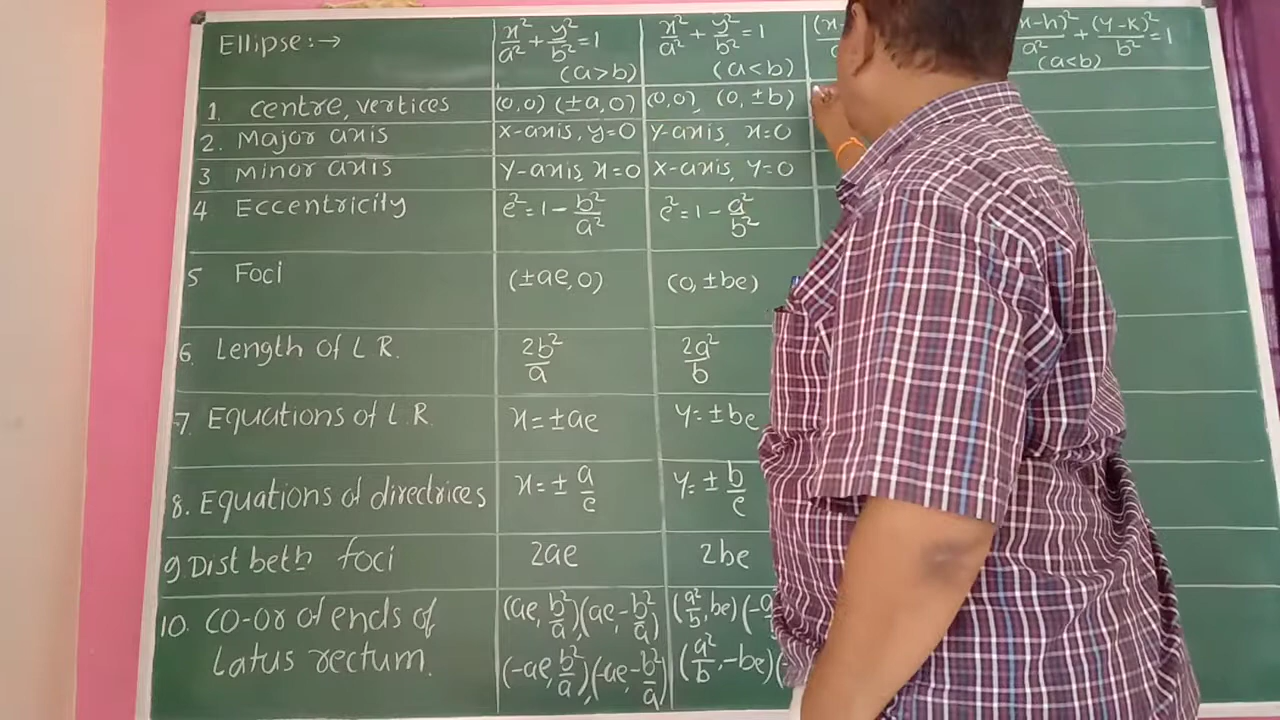 Ellipse:→ x²/a² + y²/b² = 1 (a>b) x²/a² + y²/b² = 1 (a<b) (x-h)²/a² + (y-k)²/b² = 1 (a<b)
1. centre, vertices (0,0) (±a,0) (0,0), (0,±b)
2. Major axis x-axis, y=0 y-axis, x=0
3 Minor axis y-axis, x=0 x-axis, y=0
4 Eccentricity e²=1-b²/a² e²=1-a²/b²
5 Foci (±ae,0) (0,±be)
6. Length of L R. 2b²/a 2a²/b
7. Equations of L.R. x=±ae y=±be
8. Equations of directrices x=±a/e y=±b/e
9 Dist betn foci 2ae 2be
10. CO-OR of ends of (ae, b²/a), (ae, -b²/a) (a²/b, be) (-a
Latus rectum. (-ae, b²/a), (-ae, -b²/a) (a²/b, -be) (-